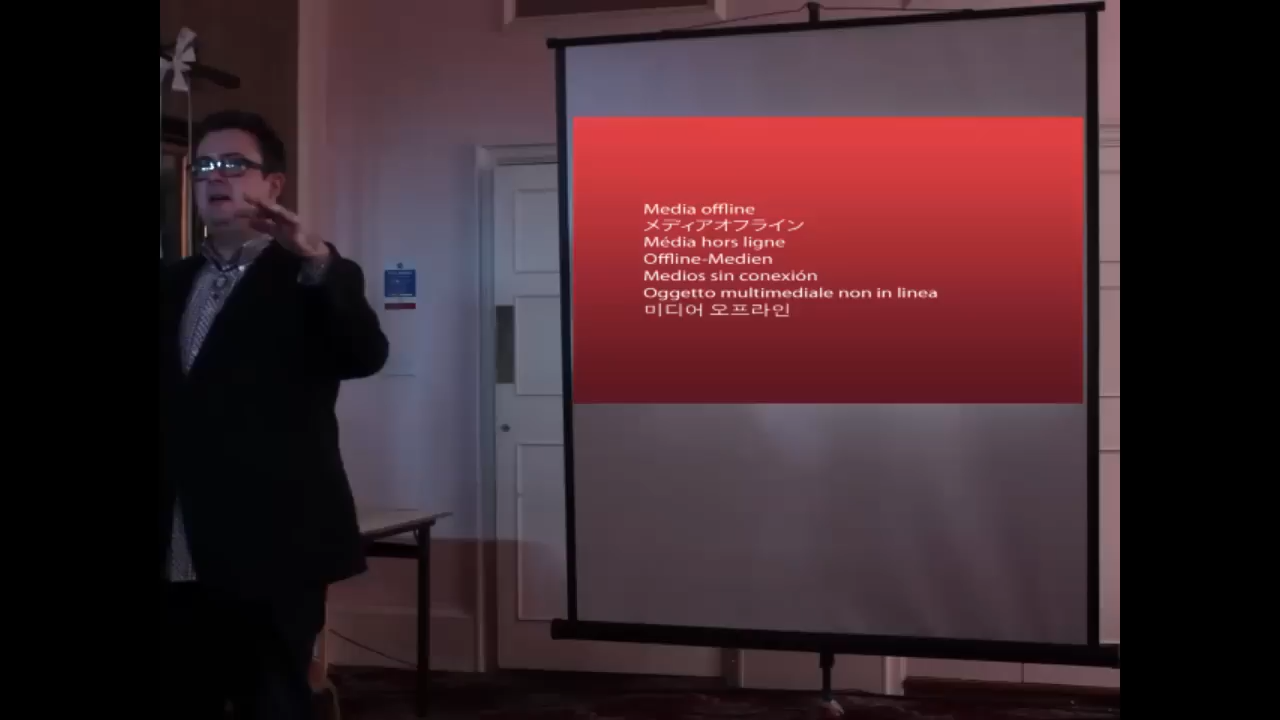 Media offline
メディアオフライン
Média hors ligne
Offline-Medien
Medios sin conexión
Oggetto multimediale non in linea
미디어 오프라인